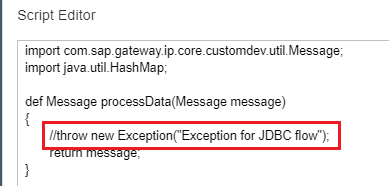 Script Editor
import com.sap.gateway.ip.core.customdev.util.Message;
import java.util.HashMap;
def Message processData(Message message)
{
//throw new Exception("Exception for JDBC flow");
return message;
}